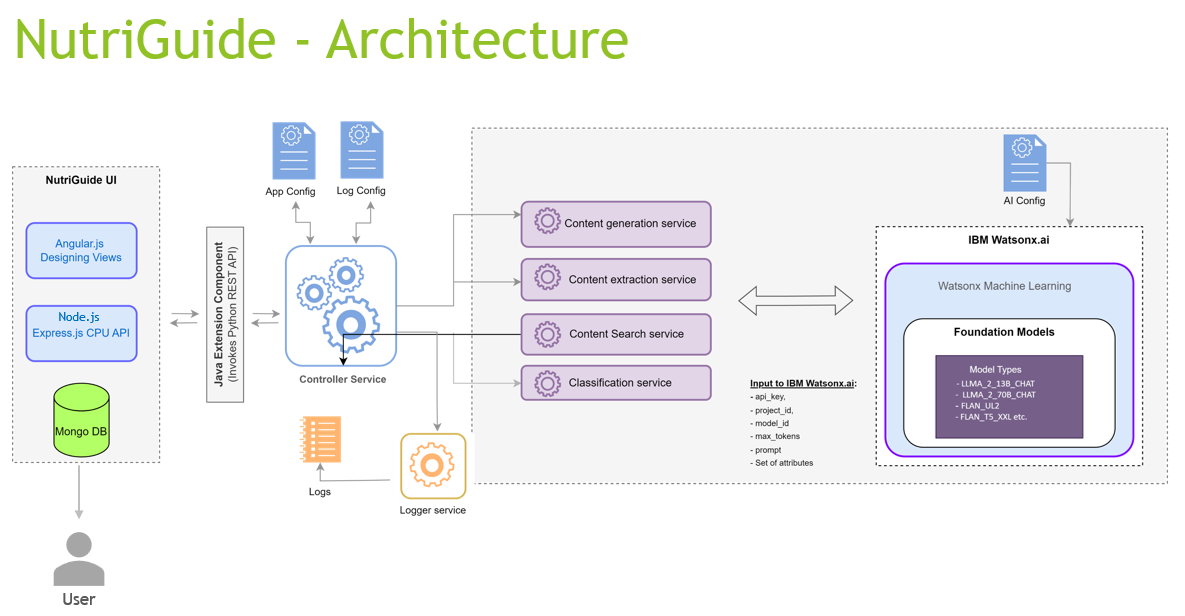 NutriGuide - Architecture
NutriGuide UI
Angular.js
Designing Views
Node.js
Express.js CPU API
Mongo DB
User
Java Extension Component
(Invokes Python REST API)
App Config
Log Config
Controller Service
Logs
Logger service
Content generation service
Content extraction service
Content Search service
Classification service
Input to IBM Watsonx.ai:
- api_key,
- project_id,
- model_id
- max_tokens
- prompt
- Set of attributes
AI Config
IBM Watsonx.ai
Watsonx Machine Learning
Foundation Models
Model Types
- LLMA_2_13B_CHAT
- LLMA_2_70B_CHAT
- FLAN_UL2
- FLAN_T5_XXL etc.